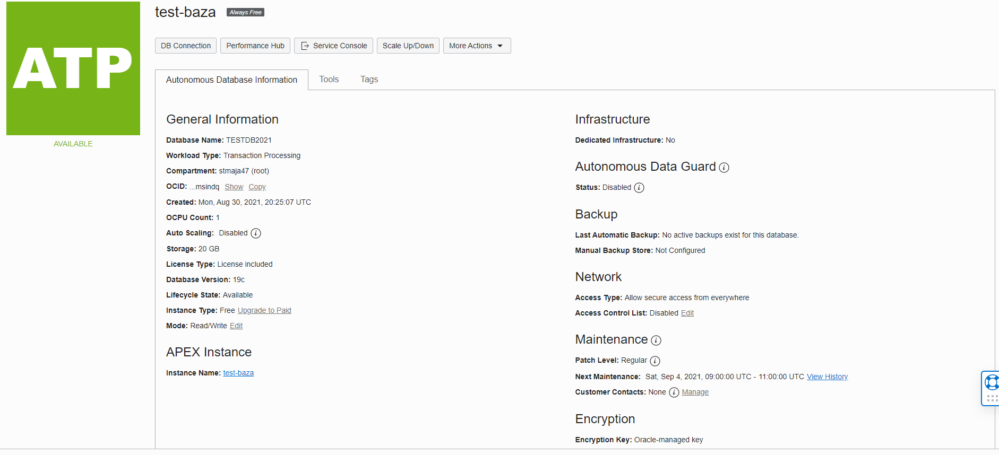 ATP
AVAILABLE
test-baza Always Free
DB Connection Performance Hub Service Console Scale Up/Down More Actions
Autonomous Database Information Tools Tags
General Information
Database Name: TESTDB2021
Workload Type: Transaction Processing
Compartment: stmaja47 (root)
OCID: ...msindq Show Copy
Created: Mon, Aug 30, 2021, 20:25:07 UTC
OCPU Count: 1
Auto Scaling: Disabled i
Storage: 20 GB
License Type: License included
Database Version: 19c
Lifecycle State: Available
Instance Type: Free Upgrade to Paid
Mode: Read/Write Edit
APEX Instance
Instance Name: test-baza
Infrastructure
Dedicated Infrastructure: No
Autonomous Data Guard i
Status: Disabled i
Backup
Last Automatic Backup: No active backups exist for this database.
Manual Backup Store: Not Configured
Network
Access Type: Allow secure access from everywhere
Access Control List: Disabled Edit
Maintenance i
Patch Level: Regular i
Next Maintenance: Sat, Sep 4, 2021, 09:00:00 UTC - 11:00:00 UTC View History
Customer Contacts: None i Manage
Encryption
Encryption Key: Oracle-managed key